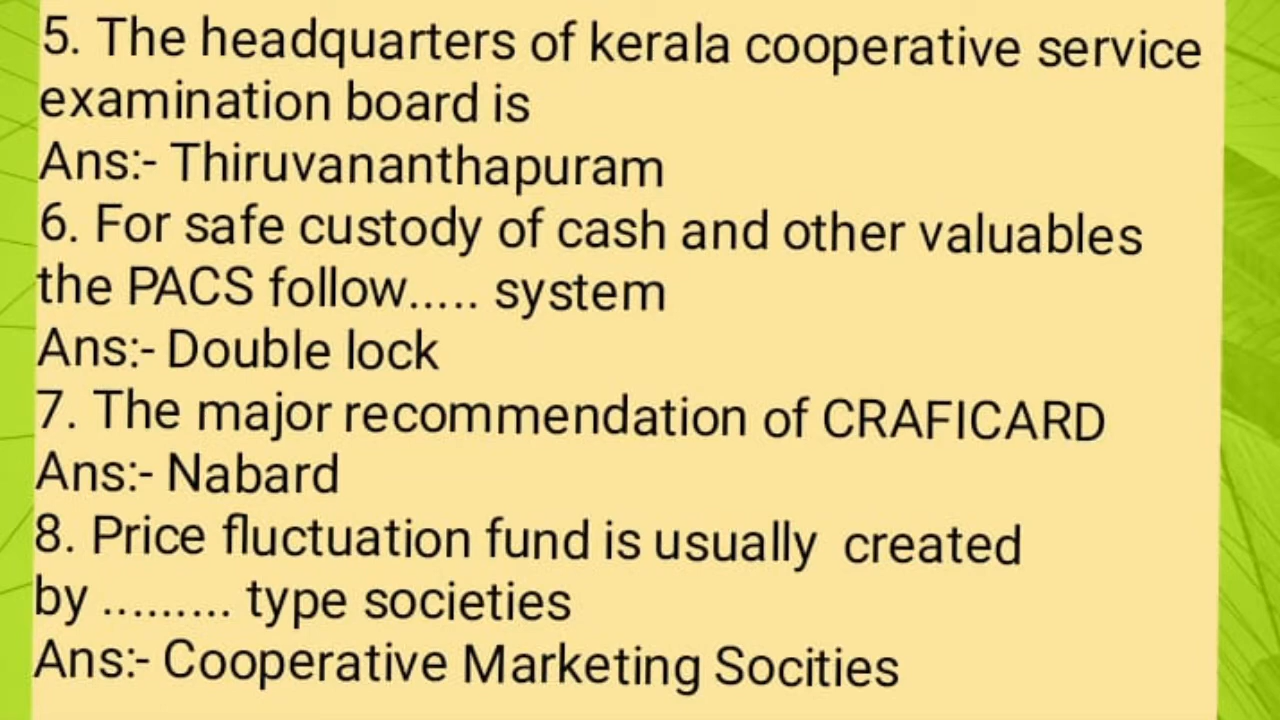 5. The headquarters of kerala cooperative service
examination board is
Ans:- Thiruvananthapuram
6. For safe custody of cash and other valuables
the PACS follow..... system
Ans:- Double lock
7. The major recommendation of CRAFICARD
Ans:- Nabard
8. Price fluctuation fund is usually  created
by ......... type societies
Ans:- Cooperative Marketing Socities